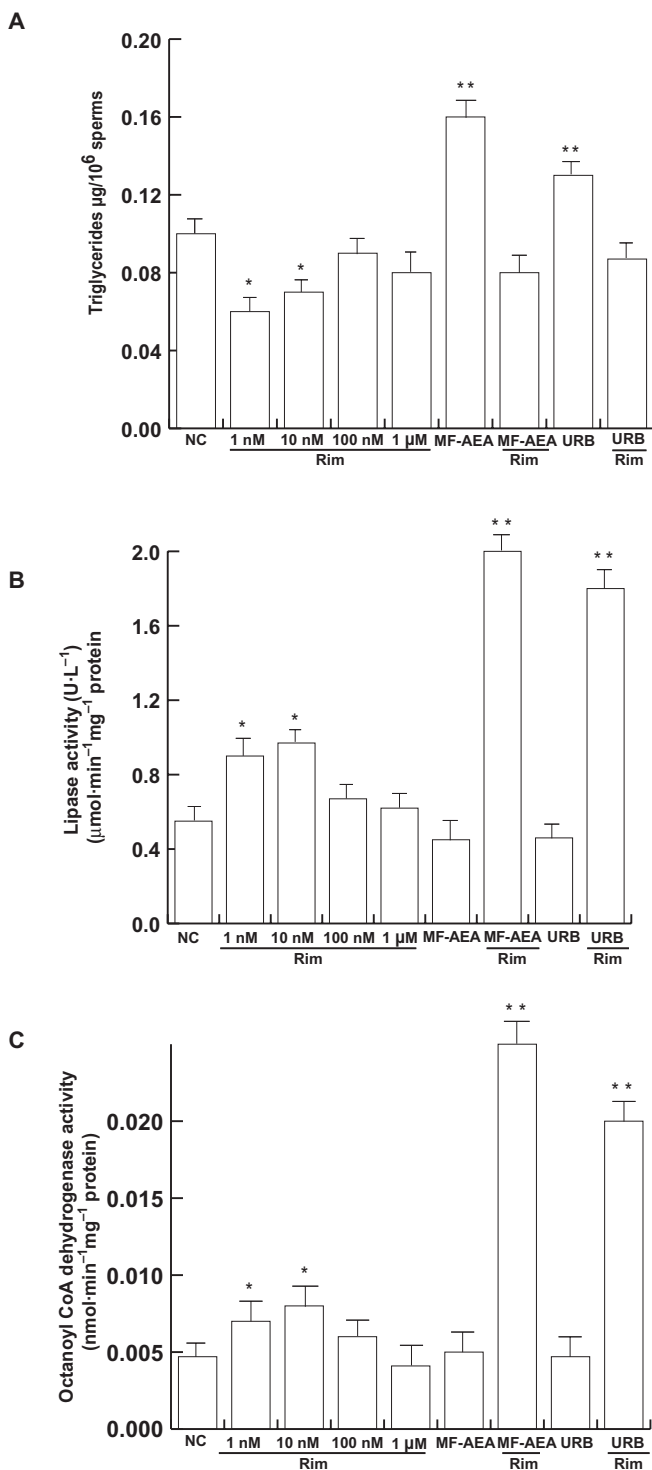 A
0.20
**
0.16
**
Triglycerides µg/10⁶ sperms
0.12
*
*
0.08
0.04
0.00
NC 1 nM 10 nM 100 nM 1 µM MF-AEA MF-AEA URB URB
Rim Rim Rim
B
**
2.0
**
1.6
Lipase activity (U·L⁻¹)
(µmol·min⁻¹mg⁻¹ protein)
1.2
*
*
0.8
0.4
0.0
NC 1 nM 10 nM 100 nM 1 µM MF-AEA MF-AEA URB URB
Rim Rim Rim
C
**
**
0.020
Octanoyl CoA dehydrogenase activity
(nmol·min⁻¹mg⁻¹ protein)
0.015
0.010
*
*
0.005
0.000
NC 1 nM 10 nM 100 nM 1 µM MF-AEA MF-AEA URB URB
Rim Rim Rim